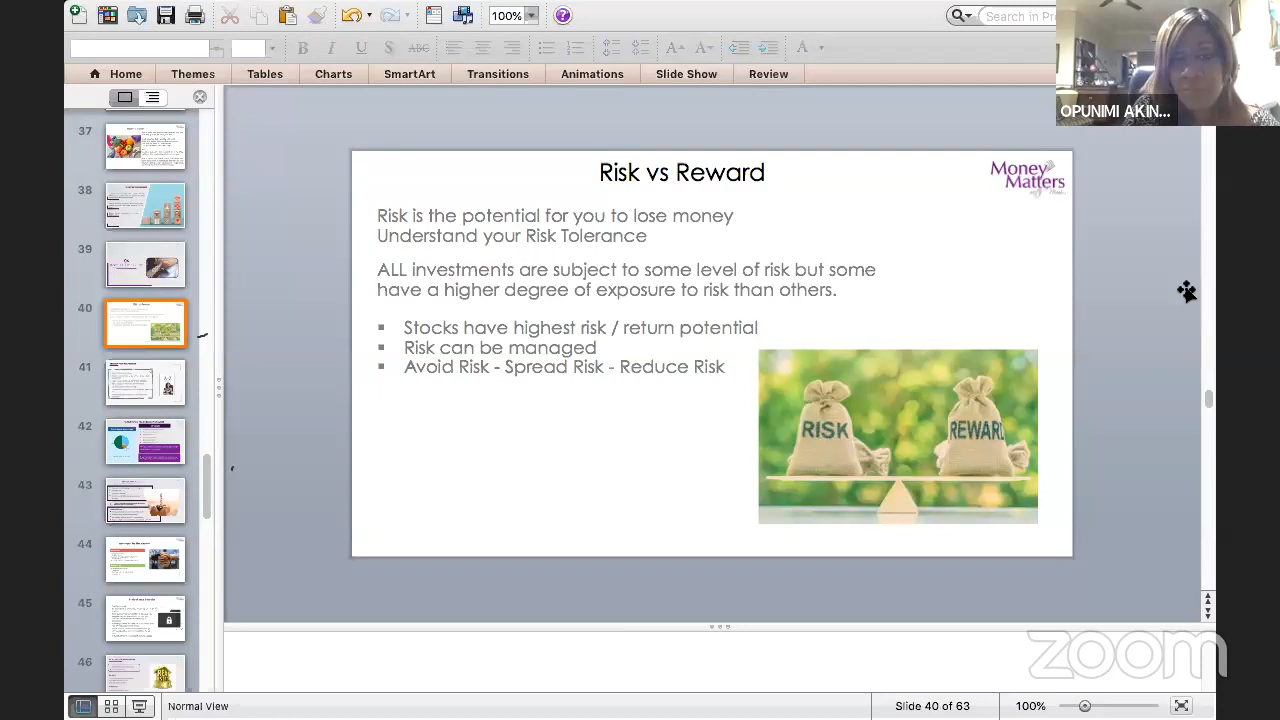 100%
Search in Pr
B I U S ABC
Home Themes Tables Charts SmartArt Transitions Animations Slide Show Review
OPUNIMI AKIN...
37
38
39
40
41
42
43
44
45
46
Risk vs Reward
Money
Matters
Risk is the potential for you to lose money
Understand your Risk Tolerance
ALL investments are subject to some level of risk but some
have a higher degree of exposure to risk than others.
▪ Stocks have highest risk / return potential
▪ Risk can be managed
▪ Avoid Risk - Spread Risk - Reduce Risk
RISK
REWARD
zoom
Normal View
Slide 40 of 63
100%